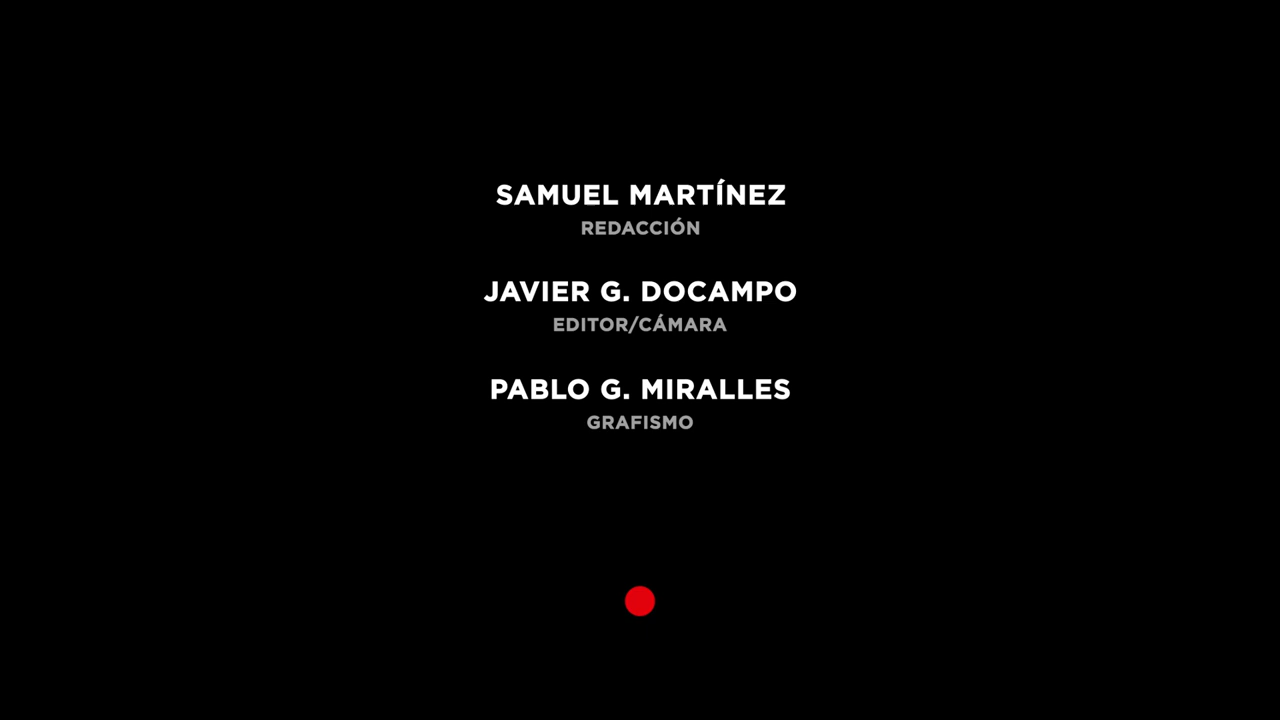 SAMUEL MARTÍNEZ
REDACCIÓN
JAVIER G. DOCAMPO
EDITOR/CÁMARA
PABLO G. MIRALLES
GRAFISMO